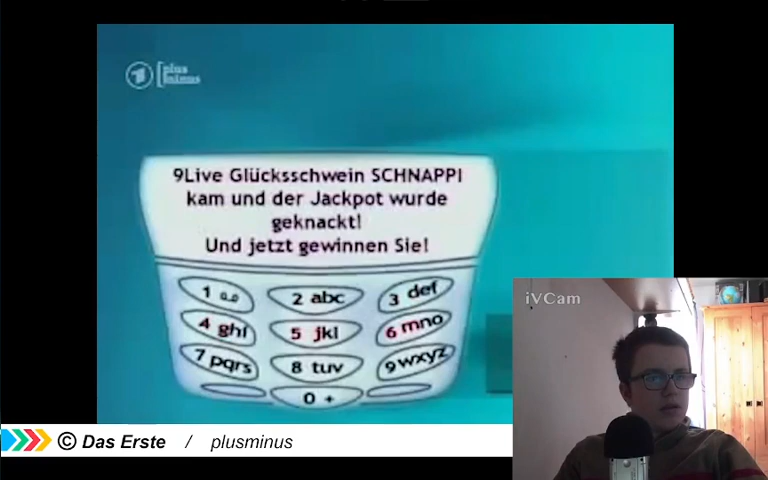 plus
minus
9Live Glücksschwein SCHNAPPI
kam und der Jackpot wurde
geknackt!
Und jetzt gewinnen Sie!
1
2 abc
3 def
4 ghi
5 jkl
6 mno
7 pqrs
8 tuv
9 wxyz
0 +
iVCam
© Das Erste / plusminus